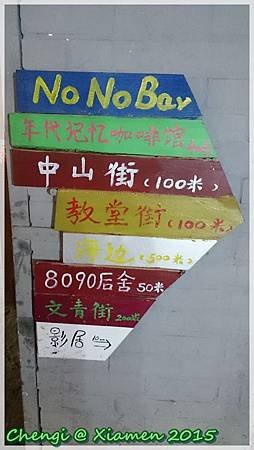 No No Bar
年代记忆咖啡馆
中山街（100米）
教堂街（100米）
海边（500米）
8090后舍50米
文青街200米
影居 10m
Chengi @ Xiamen 2015